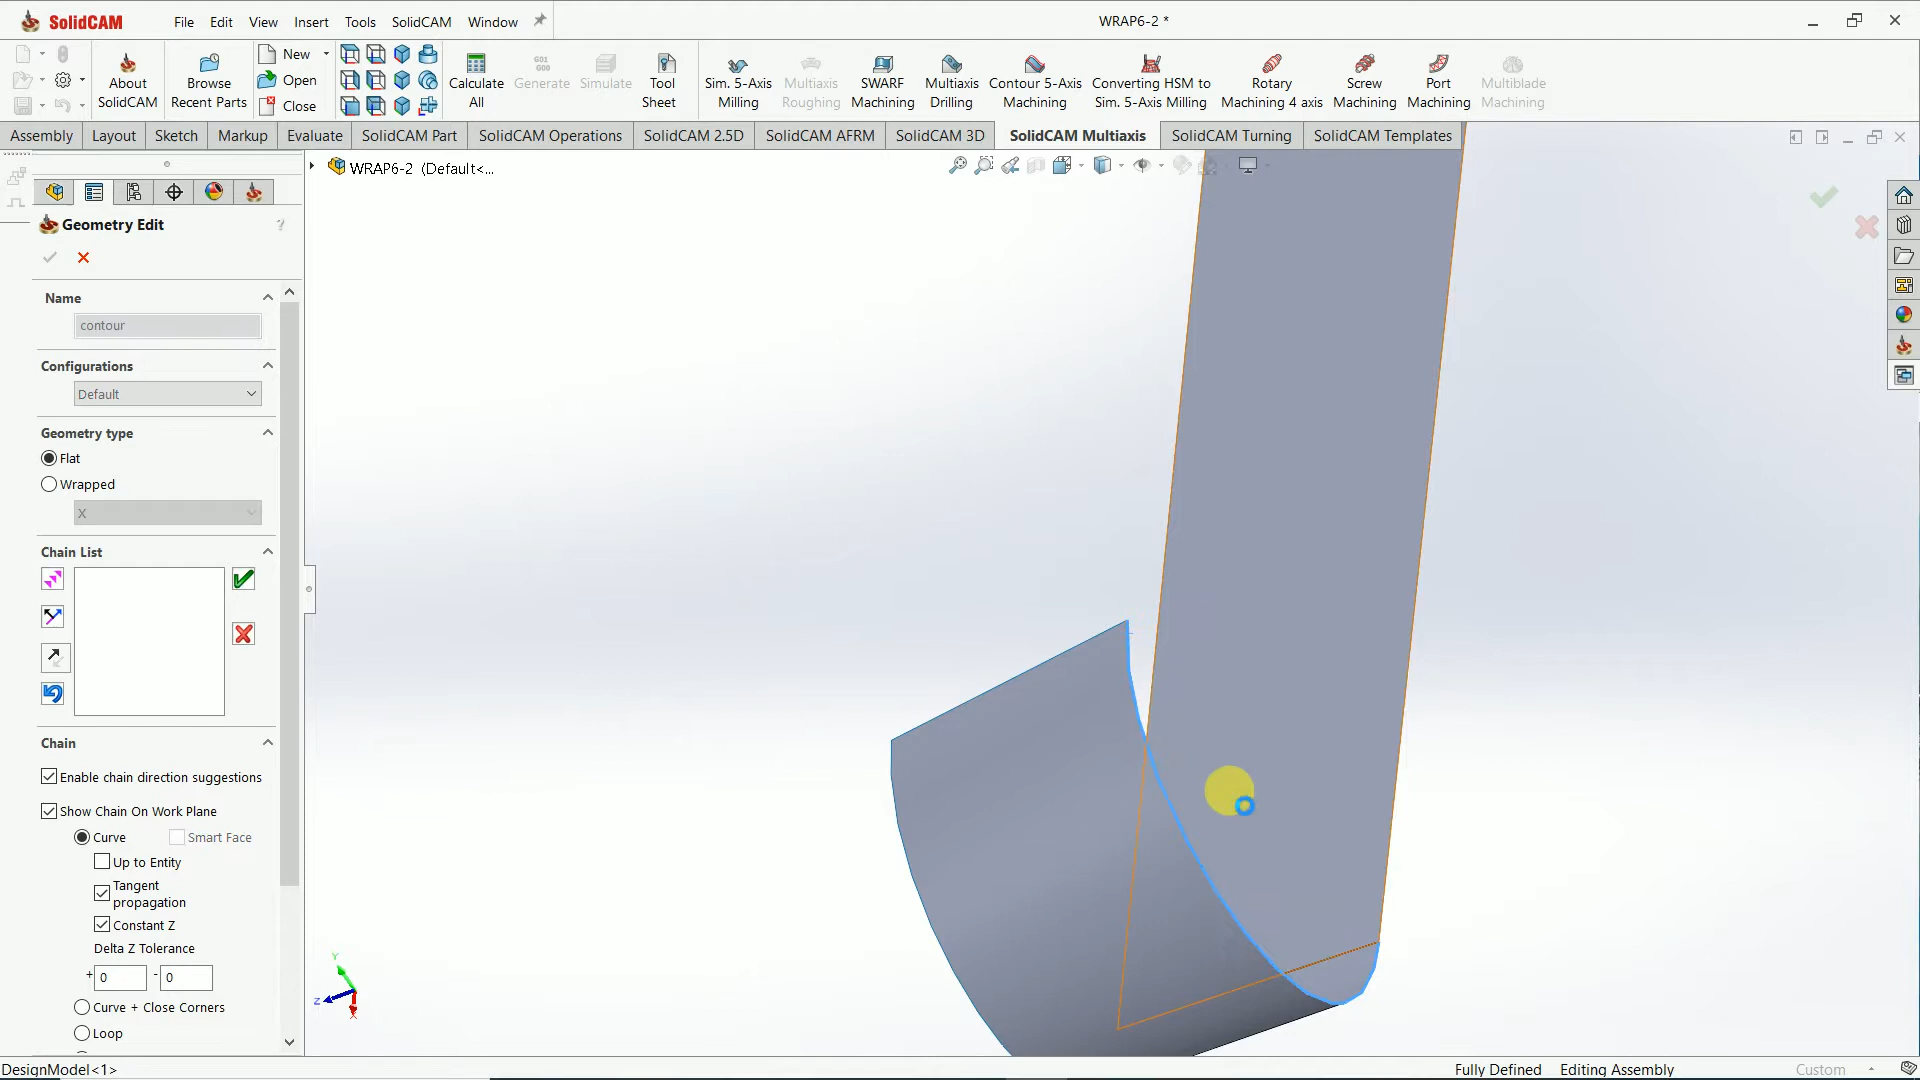 SolidCAM File Edit View Insert Tools SolidCAM Window WRAP6-2 *
New
Open
Close
About SolidCAM
Browse Recent Parts
Calculate All
G01 G00
Generate
Simulate
Tool Sheet
Sim. 5-Axis Milling
Multiaxis Roughing
SWARF Machining
Multiaxis Drilling
Contour 5-Axis Machining
Converting HSM to Sim. 5-Axis Milling
Rotary Machining 4 axis
Screw Machining
Port Machining
Multiblade Machining
Assembly Layout Sketch Markup Evaluate SolidCAM Part SolidCAM Operations SolidCAM 2.5D SolidCAM AFRM SolidCAM 3D SolidCAM Multiaxis SolidCAM Turning SolidCAM Templates
WRAP6-2 (Default<...
Geometry Edit ?
Name
contour
Configurations
Default
Geometry type
Flat
Wrapped
X
Chain List
Chain
Enable chain direction suggestions
Show Chain On Work Plane
Curve Smart Face
Up to Entity
Tangent
propagation
Constant Z
Delta Z Tolerance
+ 0 - 0
Curve + Close Corners
Loop
Y
Z
X
DesignModel<1> Fully Defined Editing Assembly Custom